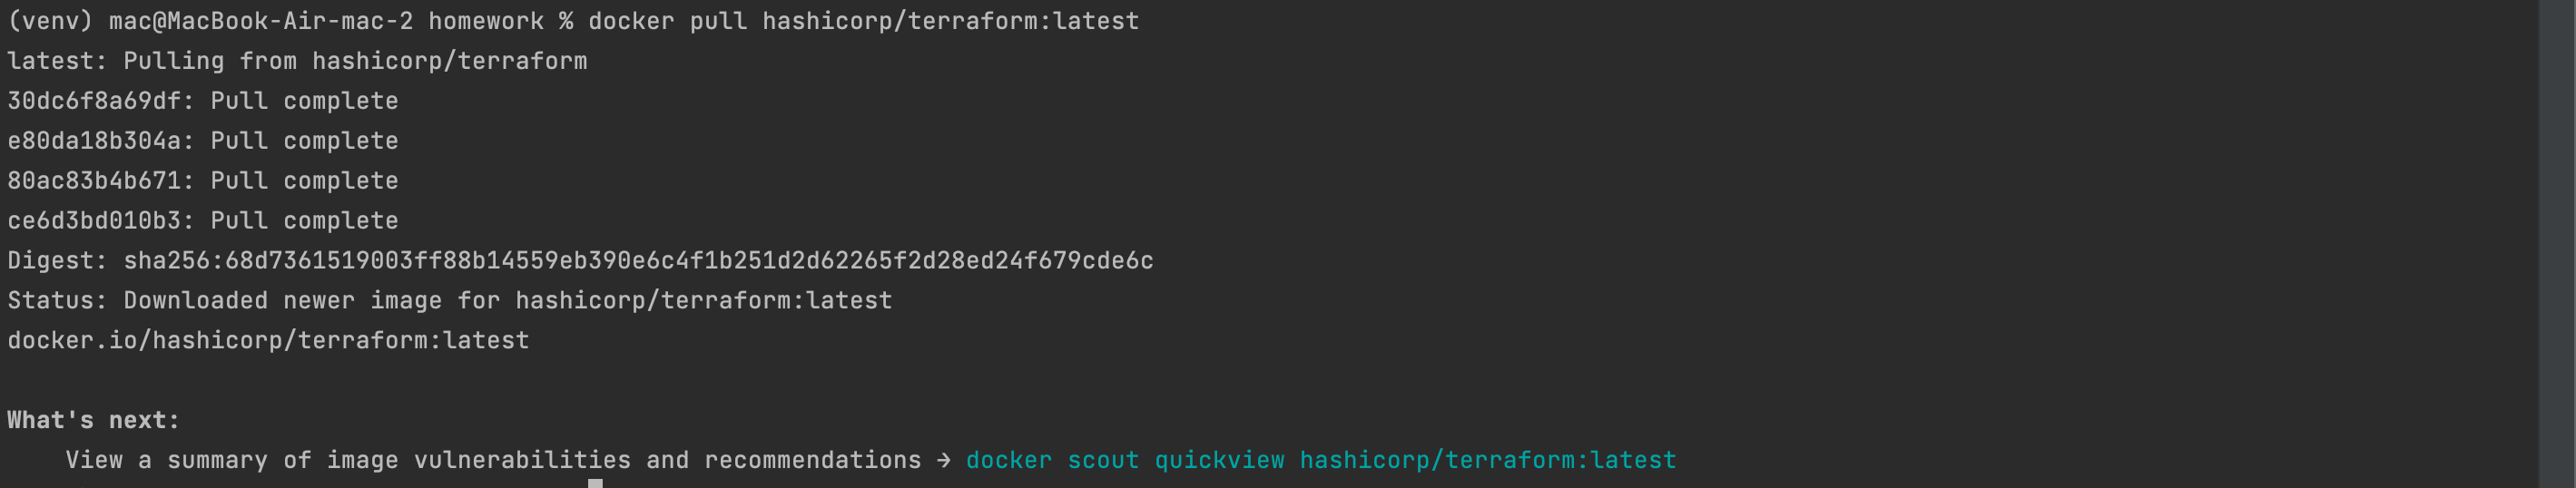 (venv) mac@MacBook-Air-mac-2 homework % docker pull hashicorp/terraform:latest
latest: Pulling from hashicorp/terraform
30dc6f8a69df: Pull complete
e80da18b304a: Pull complete
80ac83b4b671: Pull complete
ce6d3bd010b3: Pull complete
Digest: sha256:68d7361519003ff88b14559eb390e6c4f1b251d2d62265f2d28ed24f679cde6c
Status: Downloaded newer image for hashicorp/terraform:latest
docker.io/hashicorp/terraform:latest
What's next:
View a summary of image vulnerabilities and recommendations → docker scout quickview hashicorp/terraform:latest